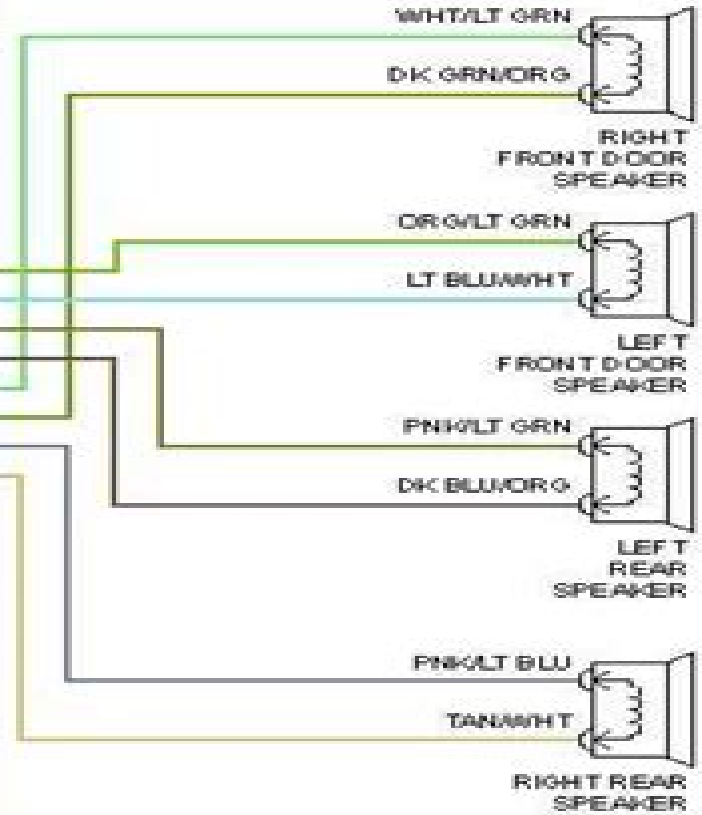 WHT/LT GRN
DK GRN/ORG
RIGHT
FRONT DOOR
SPEAKER
ORG/LT GRN
LT BLU/WHT
LEFT
FRONT DOOR
SPEAKER
PNK/LT GRN
DK BLU/ORG
LEFT
REAR
SPEAKER
PNK/LT BLU
TAN/WHT
RIGHT REAR
SPEAKER